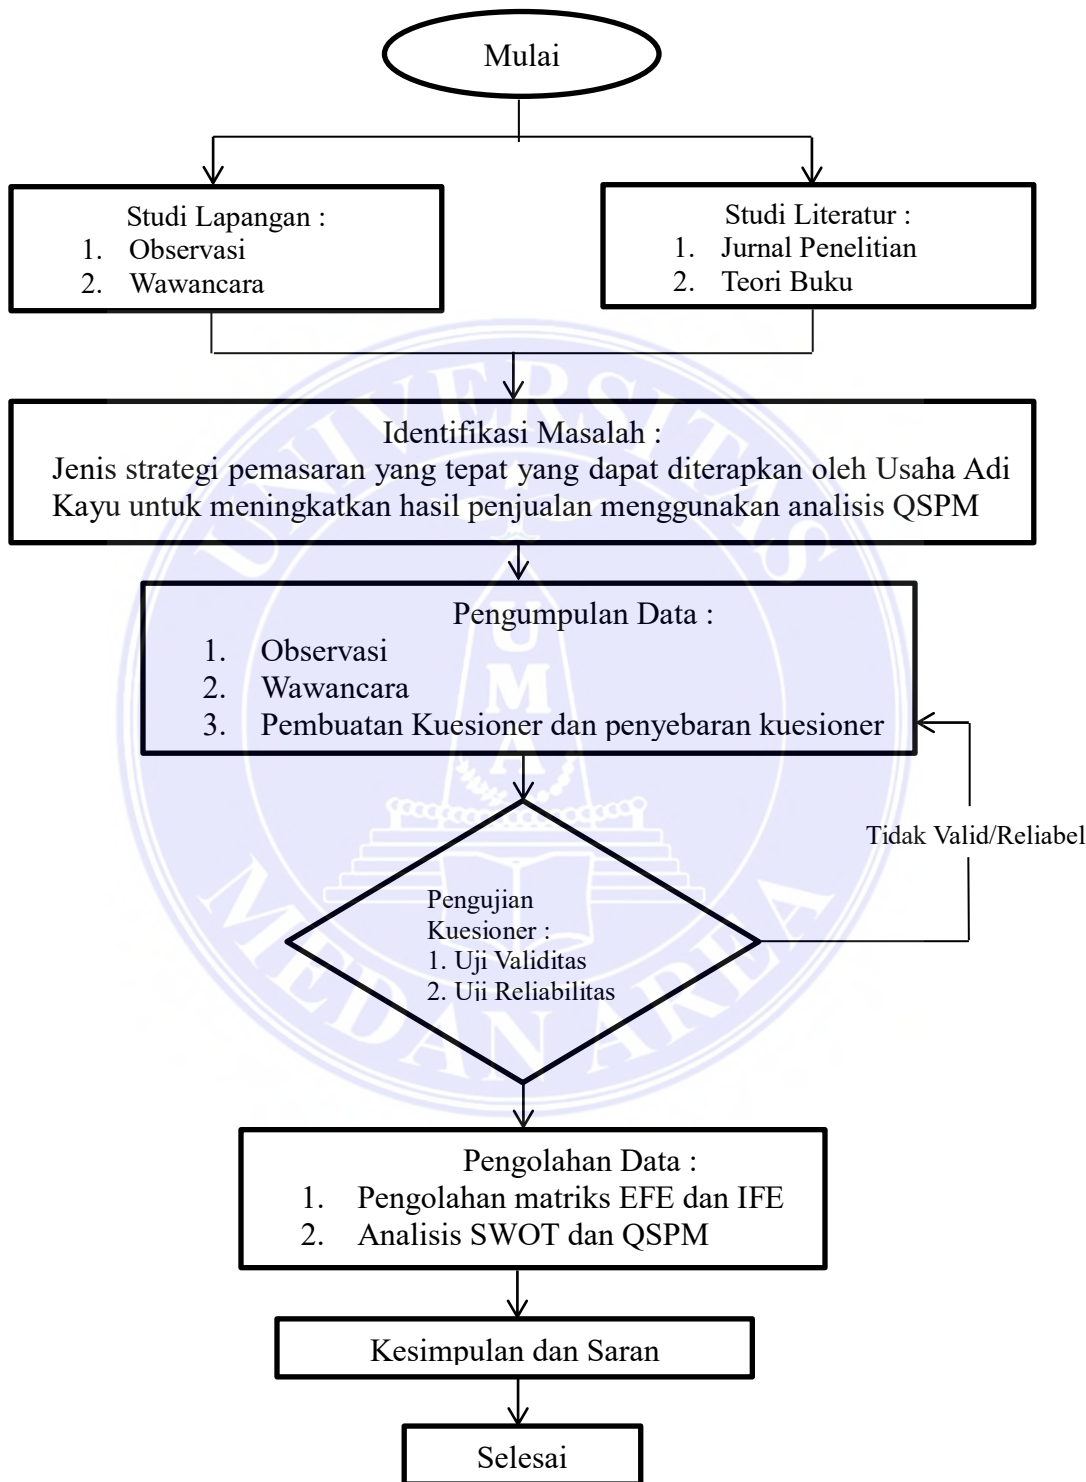 Mulai
Studi Lapangan :
1. Observasi
2. Wawancara
Studi Literatur :
1. Jurnal Penelitian
2. Teori Buku
Identifikasi Masalah :
Jenis strategi pemasaran yang tepat yang dapat diterapkan oleh Usaha Adi
Kayu untuk meningkatkan hasil penjualan menggunakan analisis QSPM
Pengumpulan Data :
1. Observasi
2. Wawancara
3. Pembuatan Kuesioner dan penyebaran kuesioner
Tidak Valid/Reliabel
Pengujian
Kuesioner :
1. Uji Validitas
2. Uji Reliabilitas
Pengolahan Data :
1. Pengolahan matriks EFE dan IFE
2. Analisis SWOT dan QSPM
Kesimpulan dan Saran
Selesai
UNIVERSITAS
MEDAN AREA
UMA